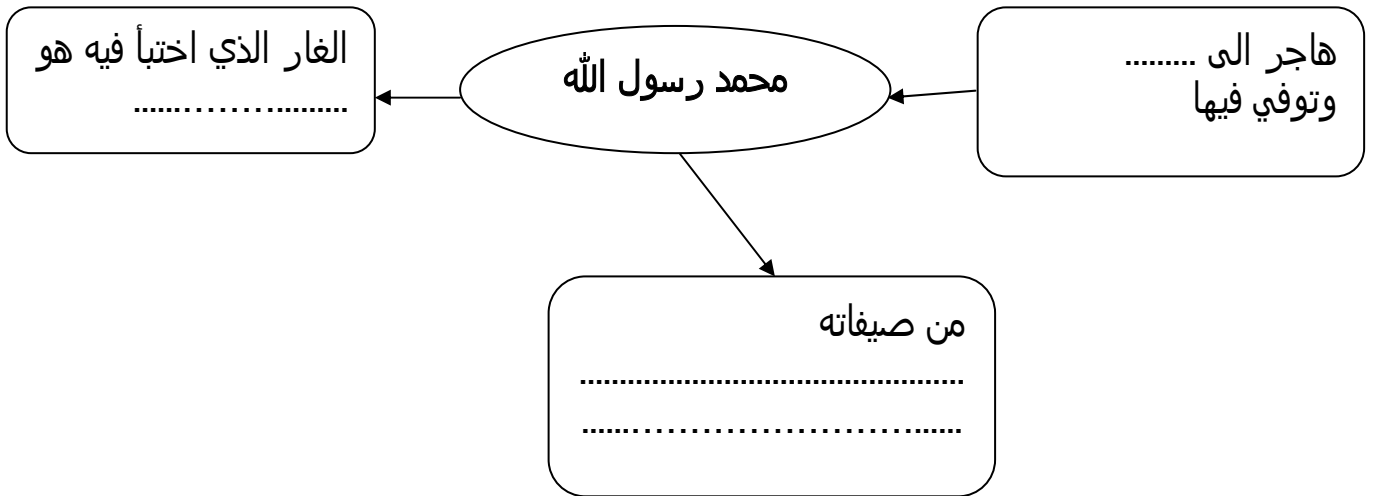 هاجر الى .........
وتوفي فيها
محمد رسول الله
الغار الذي اختبأ فيه هو
......................
من صيفاته
................................................
......................................